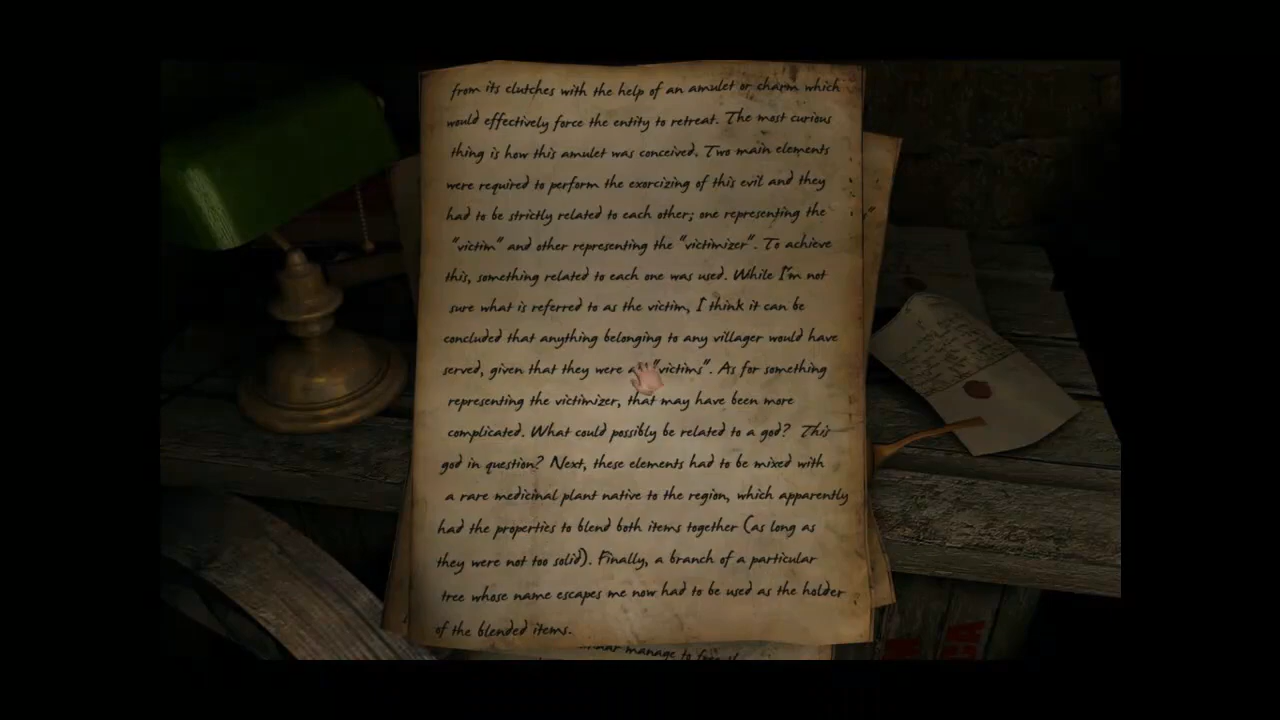 from its clutches with the help of an amulet or charm which
would effectively force the entity to retreat. The most curious
thing is how this amulet was conceived. Two main elements
were required to perform the exorcizing of this evil and they
had to be strictly related to each other; one representing the
"victim" and other representing the "victimizer". To achieve
this, something related to each one was used. While I'm not
sure what is referred to as the victim, I think it can be
concluded that anything belonging to any villager would have
served, given that they were "victims". As for something
representing the victimizer, that may have been more
complicated. What could possibly be related to a god? This
god in question? Next, these elements had to be mixed with
a rare medicinal plant native to the region, which apparently
had the properties to blend both items together (as long as
they were not too solid). Finally, a branch of a particular
tree whose name escapes me now had to be used as the holder
of the blended items.
manage to